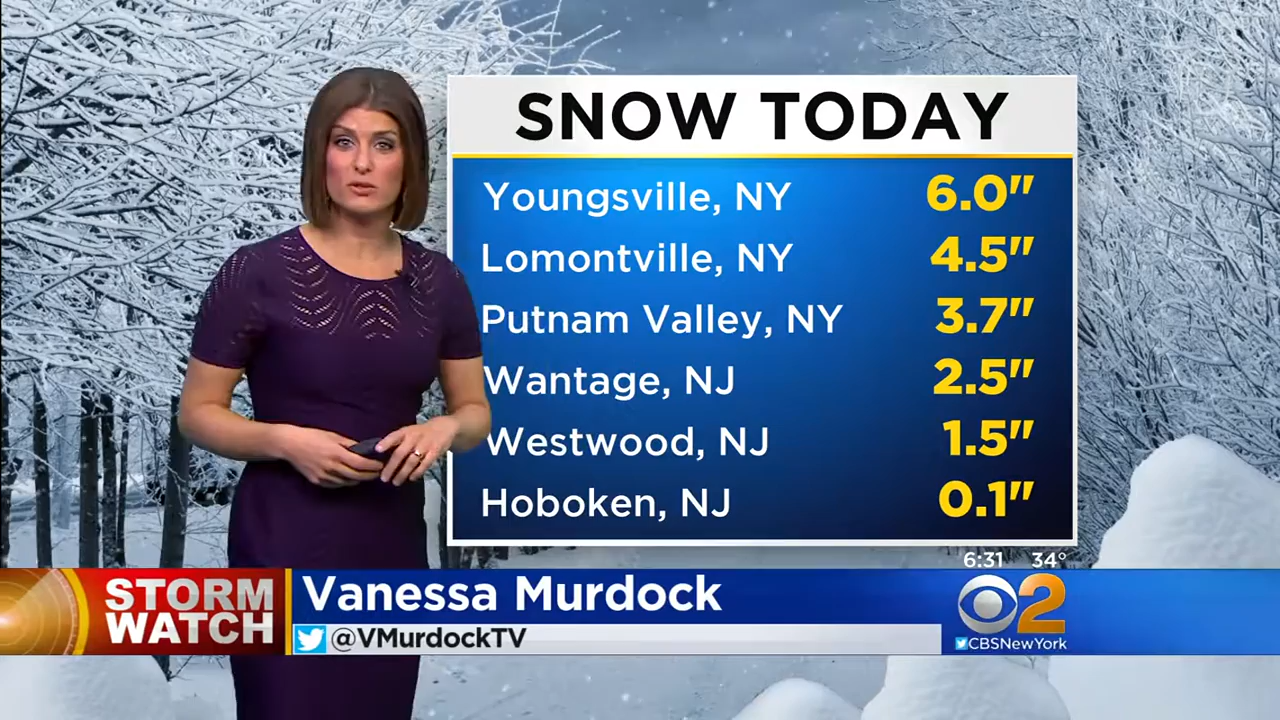 SNOW TODAY
Youngsville, NY 6.0"
Lomontville, NY 4.5"
Putnam Valley, NY 3.7"
Wantage, NJ 2.5"
Westwood, NJ 1.5"
Hoboken, NJ 0.1"
6:31 34°
STORM
WATCH
Vanessa Murdock
@VMurdockTV
2
CBSNewYork